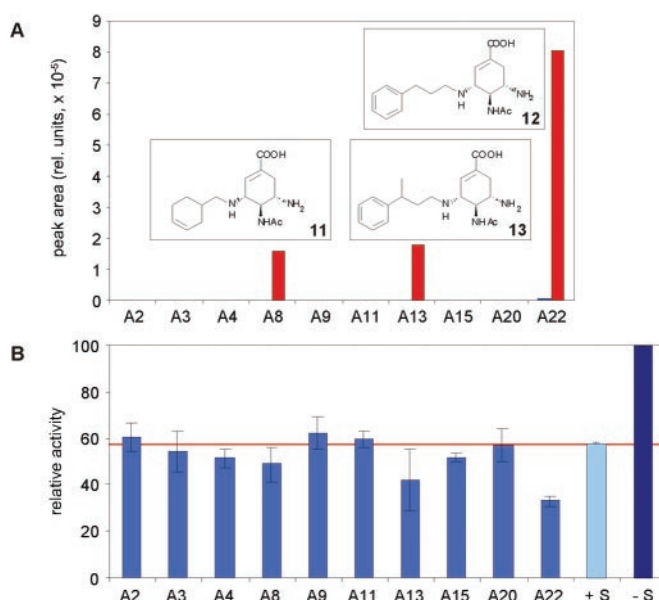 A
peak area (rel. units, x 10⁻⁵)
9
8
7
6
5
4
3
2
1
0
COOH
N
H
NHAc
NH₂
12
COOH
N
H
NHAc
NH₂
11
COOH
N
H
NHAc
NH₂
13
A2 A3 A4 A8 A9 A11 A13 A15 A20 A22
B
relative activity
100
80
60
40
20
0
A2 A3 A4 A8 A9 A11 A13 A15 A20 A22 + S - S